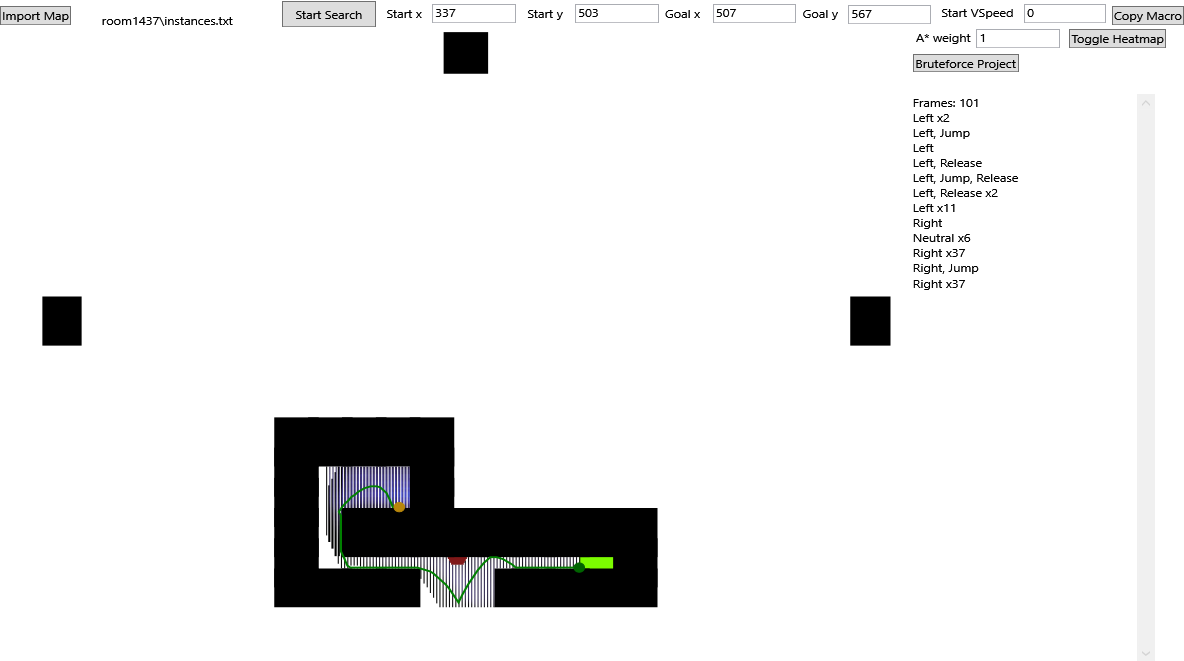 Import Map
room1437\instances.txt
Start Search
Start x 337
Start y 503
Goal x 507
Goal y 567
Start VSpeed 0
Copy Macro
A* weight 1
Toggle Heatmap
Bruteforce Project
Frames: 101
Left x2
Left, Jump
Left
Left, Release
Left, Jump, Release
Left, Release x2
Left x11
Right
Neutral x6
Right x37
Right, Jump
Right x37